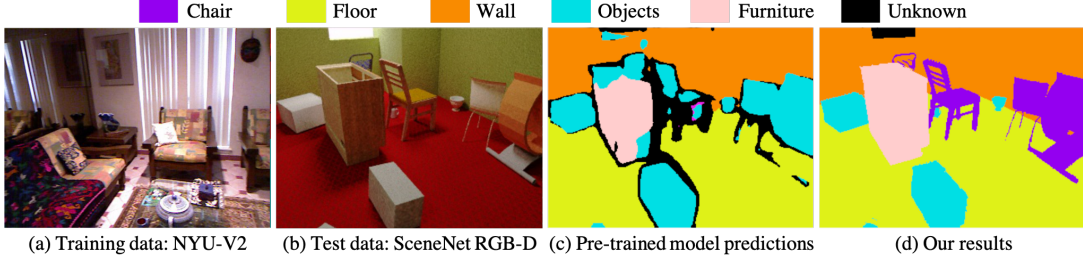 Chair Floor Wall Objects Furniture Unknown
(a) Training data: NYU-V2 (b) Test data: SceneNet RGB-D (c) Pre-trained model predictions (d) Our results